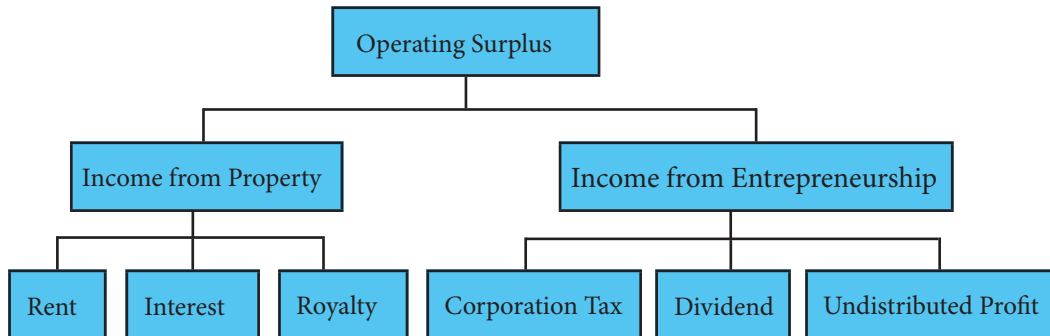 Operating Surplus
Income from Property
Income from Entrepreneurship
Rent
Interest
Royalty
Corporation Tax
Dividend
Undistributed Profit